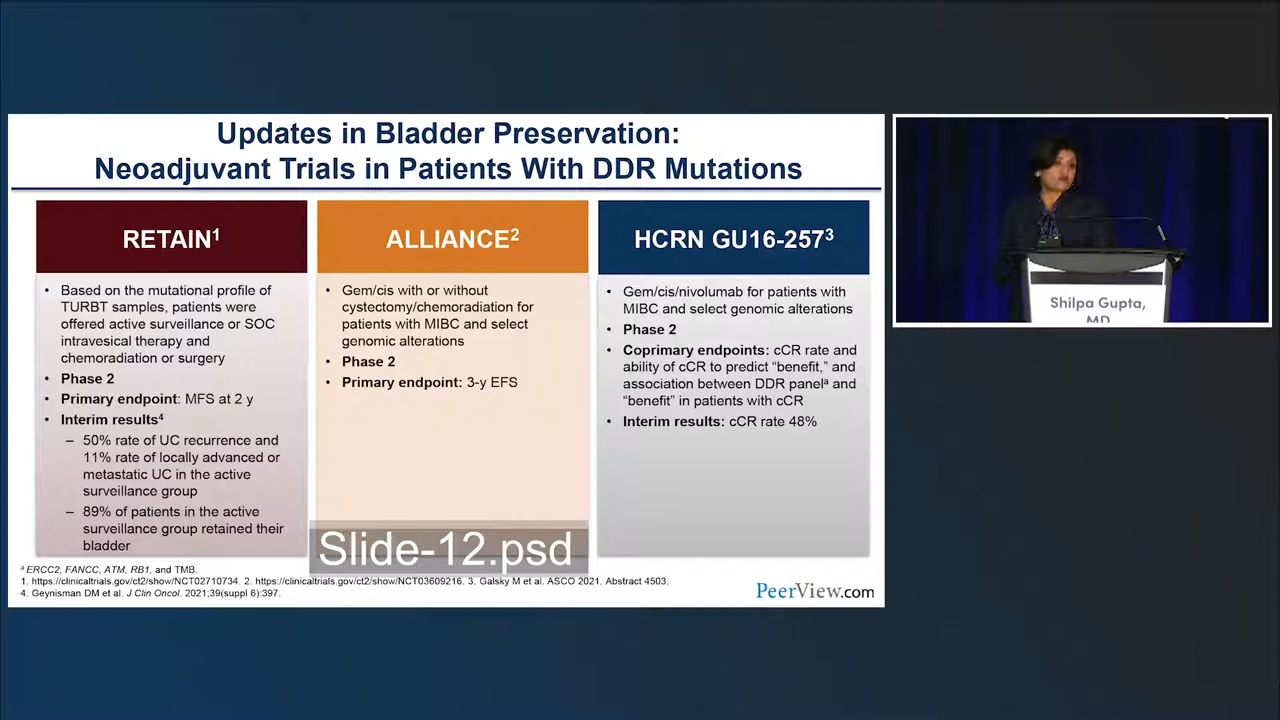 Updates in Bladder Preservation:
Neoadjuvant Trials in Patients With DDR Mutations
RETAIN1
• Based on the mutational profile of
TURBT samples, patients were
offered active surveillance or SOC
intravesical therapy and
chemoradiation or surgery
• Phase 2
• Primary endpoint: MFS at 2 y
• Interim results4
– 50% rate of UC recurrence and
11% rate of locally advanced or
metastatic UC in the active
surveillance group
– 89% of patients in the active
surveillance group retained their
bladder
ALLIANCE2
• Gem/cis with or without
cystectomy/chemoradiation for
patients with MIBC and select
genomic alterations
• Phase 2
• Primary endpoint: 3-y EFS
HCRN GU16-2573
• Gem/cis/nivolumab for patients with
MIBC and select genomic alterations
• Phase 2
• Coprimary endpoints: cCR rate and
ability of cCR to predict “benefit,” and
association between DDR panela and
“benefit” in patients with cCR
• Interim results: cCR rate 48%
Slide-12.psd
a ERCC2, FANCC, ATM, RB1, and TMB.
1. https://clinicaltrials.gov/ct2/show/NCT02710734. 2. https://clinicaltrials.gov/ct2/show/NCT03609216. 3. Galsky M et al. ASCO 2021. Abstract 4503.
4. Geynisman DM et al. J Clin Oncol. 2021;39(suppl 6):397.
PeerView.com
Shilpa Gupta,
MD